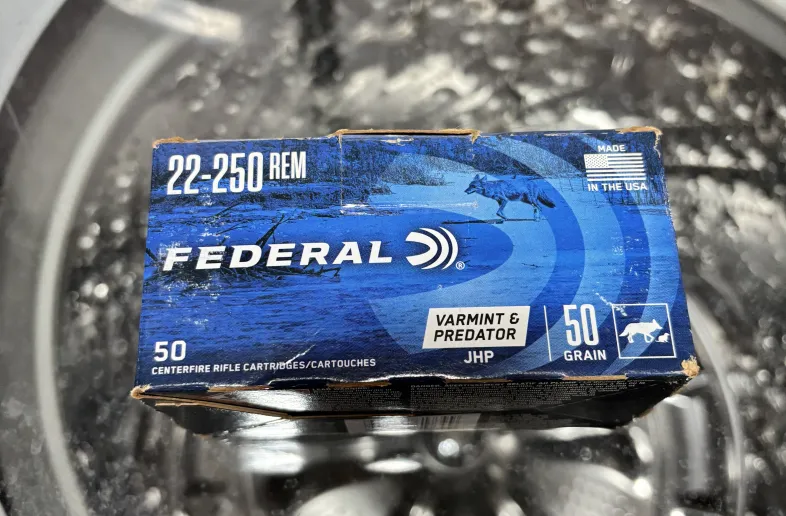 22-250 REM
MADE
IN THE USA
FEDERAL ®
VARMINT &
PREDATOR
JHP
50
GRAIN
50
CENTERFIRE RIFLE CARTRIDGES/CARTOUCHES